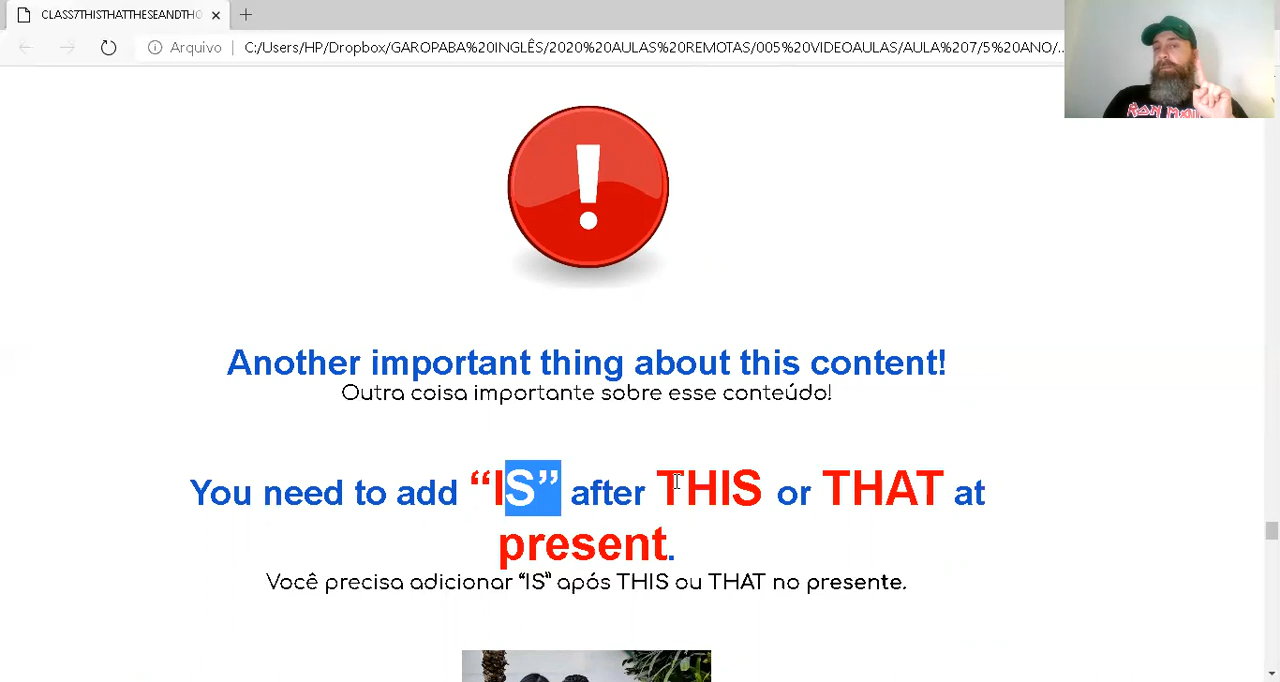 CLASS7THISTHATTHESEANDTHO
Arquivo C:/Users/HP/Dropbox/GAROPABA%20INGLÊS/2020%20AULAS%20REMOTAS/005%20VIDEOAULAS/AULA%207/5%20ANO/...
IRON MAI
Another important thing about this content!
Outra coisa importante sobre esse conteúdo!
You need to add “IS” after THIS or THAT at
present.
Você precisa adicionar “IS” após THIS ou THAT no presente.